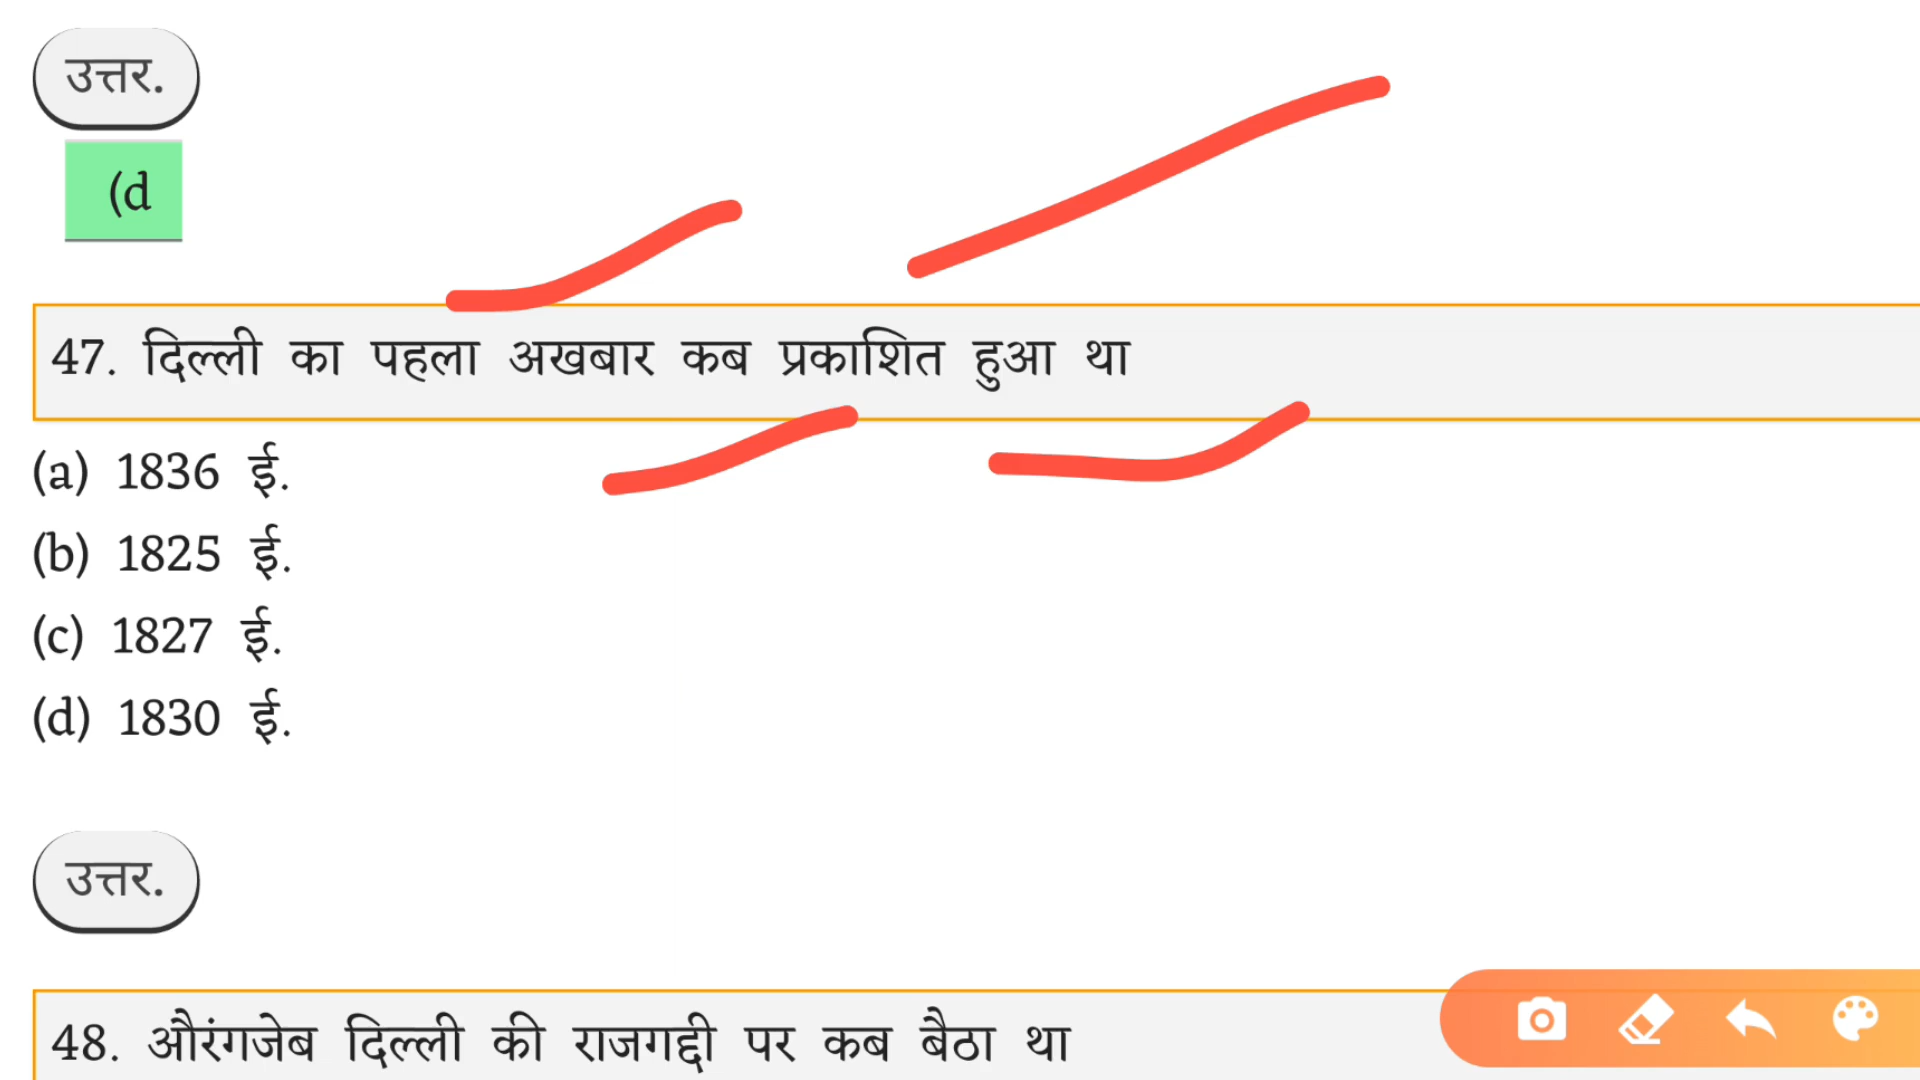 उत्तर.
(d
47. दिल्ली का पहला अखबार कब प्रकाशित हुआ था
(a) 1836 ई.
(b) 1825 ई.
(c) 1827 ई.
(d) 1830 ई.
उत्तर.
48. औरंगजेब दिल्ली की राजगद्दी पर कब बैठा था